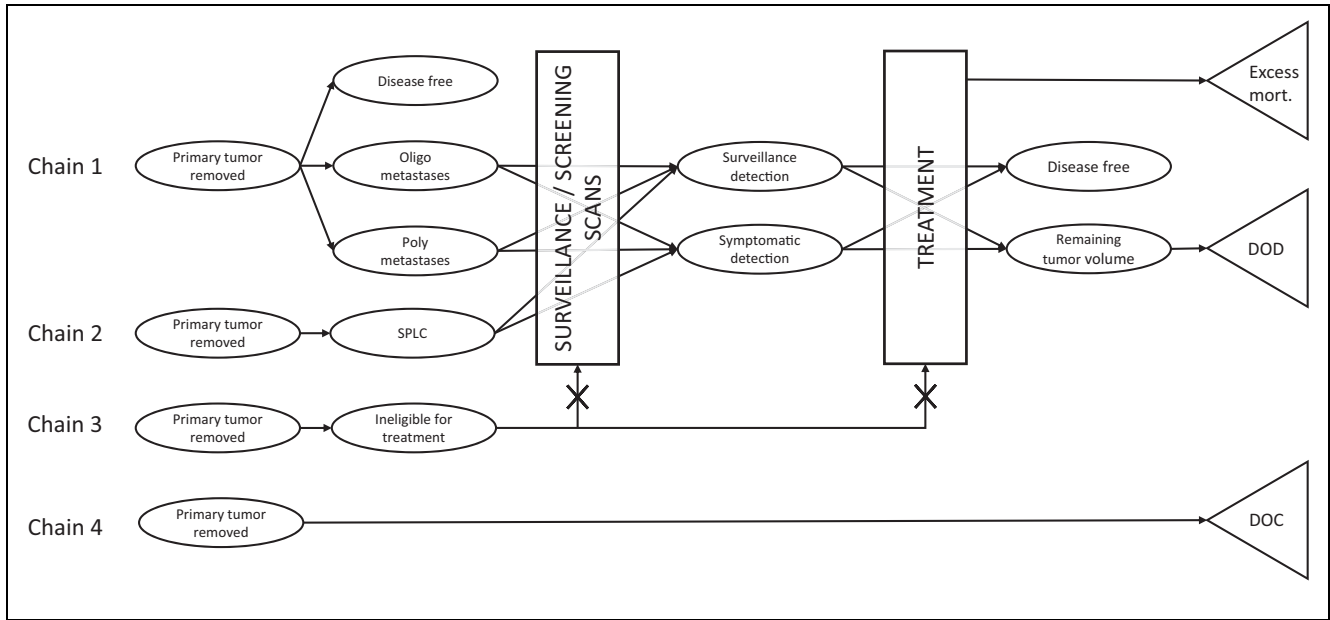 Disease free
Excess
mort.
Chain 1
Primary tumor
removed
Oligo
metastases
SURVEILLANCE / SCREENING
SCANS
Surveillance
detection
TREATMENT
Disease free
Poly
metastases
Symptomatic
detection
Remaining
tumor volume
DOD
Chain 2
Primary tumor
removed
SPLC
Chain 3
Primary tumor
removed
Ineligible for
treatment
Chain 4
Primary tumor
removed
DOC